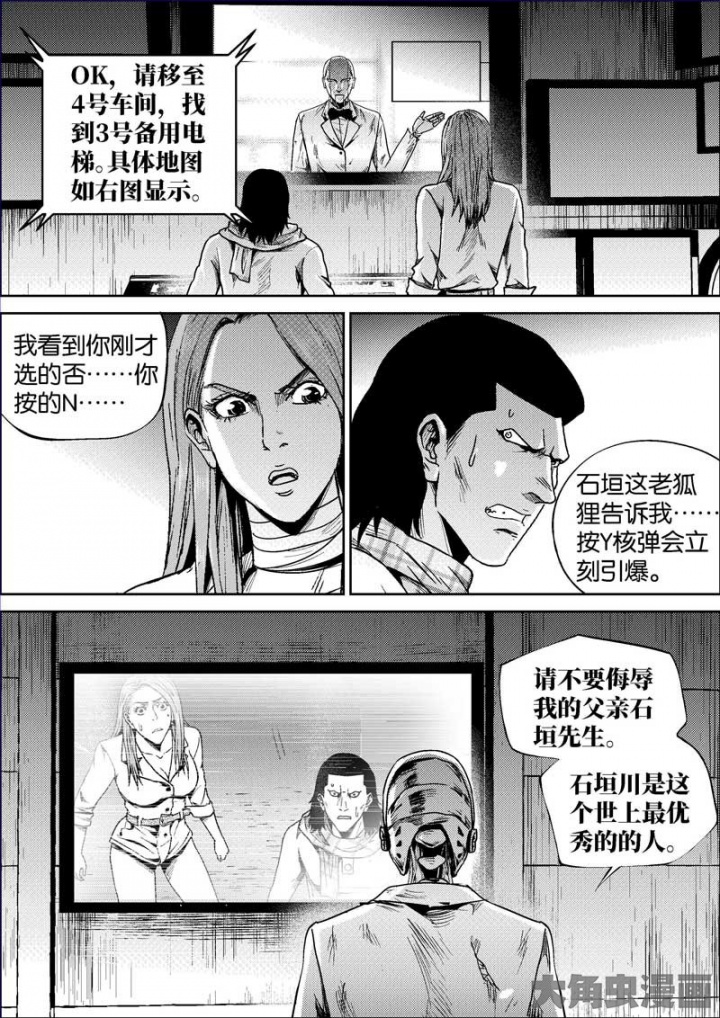 OK，请移至
4号车间，找
到3号备用电
梯。具体地图
如右图显示。
我看到你刚才
选的否……你
按的N……
石垣这老狐
狸告诉我……
按Y核弹会立
刻引爆。
请不要侮辱
我的父亲石
垣先生。
石垣川是这
个世上最优
秀的的人。
大角虫漫画